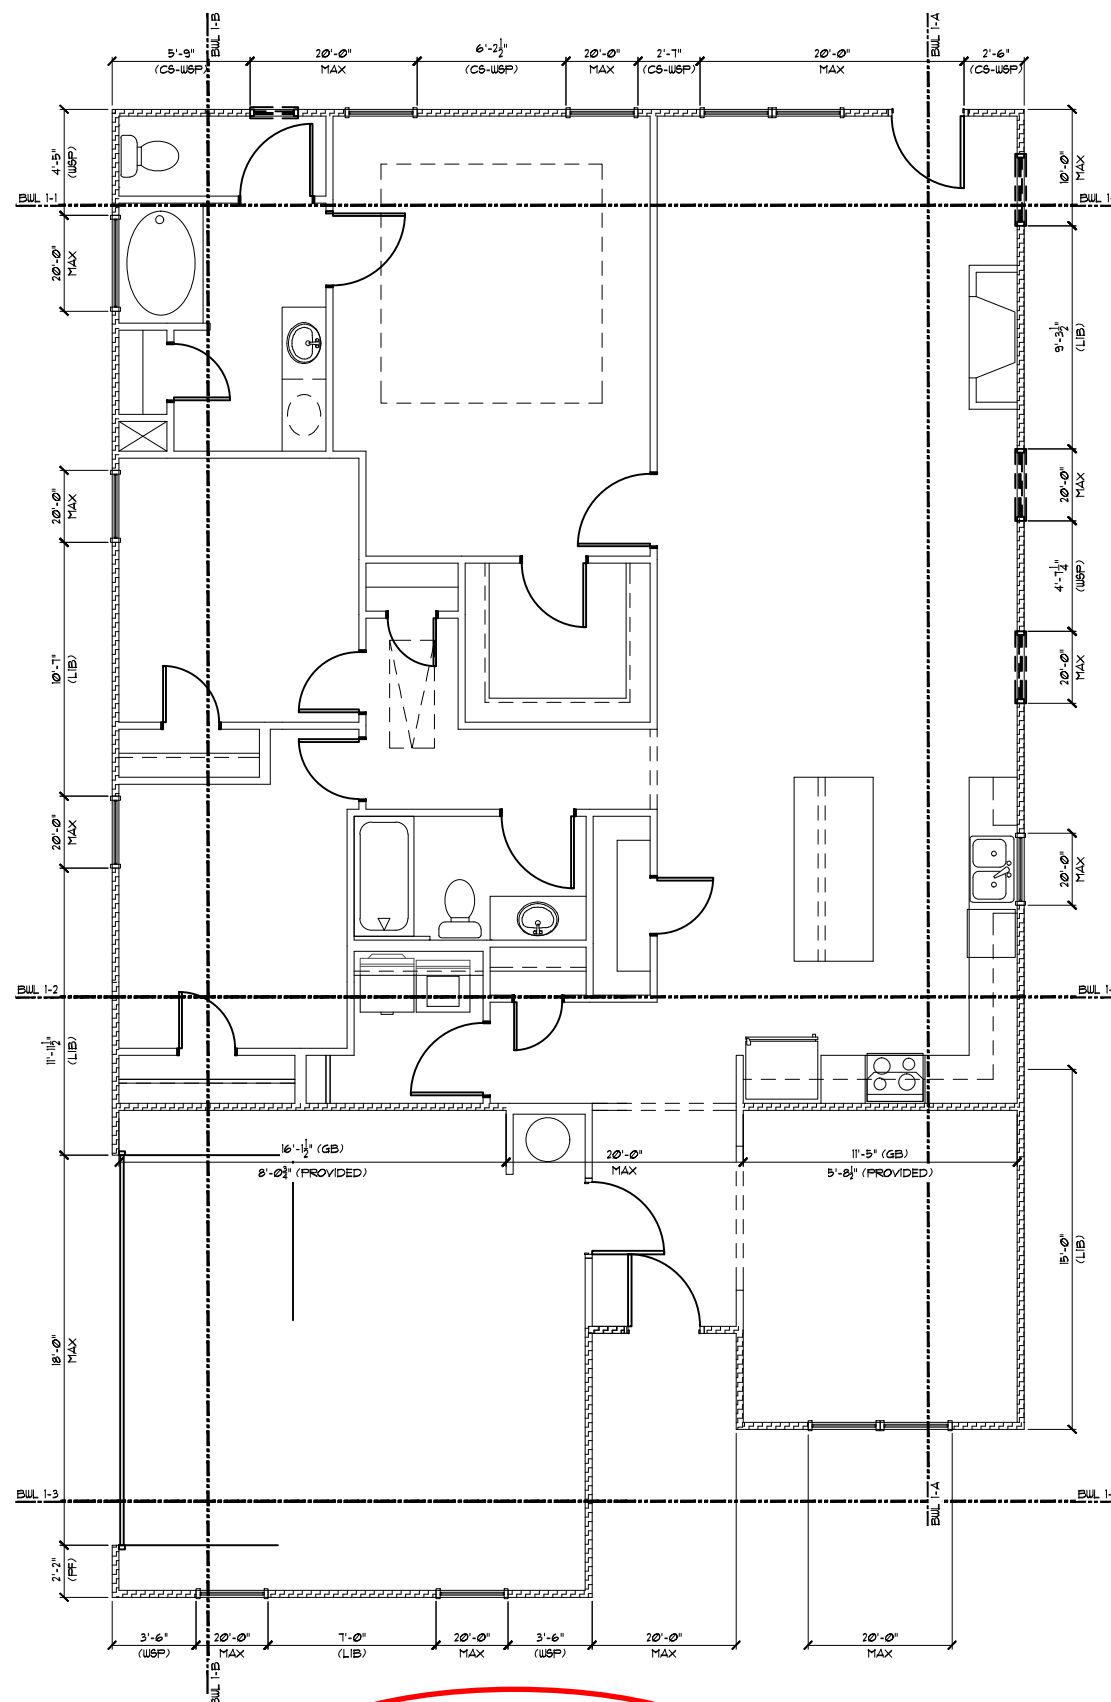 BWL 1-B
BWL 1-A
5'-9"
(CS-WSP)
20'-0"
MAX
6'-2½"
(CS-WSP)
20'-0"
MAX
2'-7"
(CS-WSP)
20'-0"
MAX
2'-6"
(CS-WSP)
4'-5"
(WSP)
10'-0"
MAX
BWL 1-1
BWL 1-
20'-0"
MAX
9'-3½"
(LIB)
20'-0"
MAX
20'-0"
MAX
4'-7¼"
(WSP)
10'-7"
(LIB)
20'-0"
MAX
20'-0"
MAX
20'-0"
MAX
BWL 1-2
BWL 1-
11'-11½"
(LIB)
16'-1½" (GB)
8'-0¾" (PROVIDED)
20'-0"
MAX
11'-5" (GB)
5'-8½" (PROVIDED)
15'-0"
(LIB)
18'-0"
MAX
BWL 1-3
BWL 1-
BWL 1-A
2'-2"
(PF)
3'-6"
(WSP)
20'-0"
MAX
7'-0"
(LIB)
20'-0"
MAX
3'-6"
(WSP)
20'-0"
MAX
20'-0"
MAX
BWL 1-B